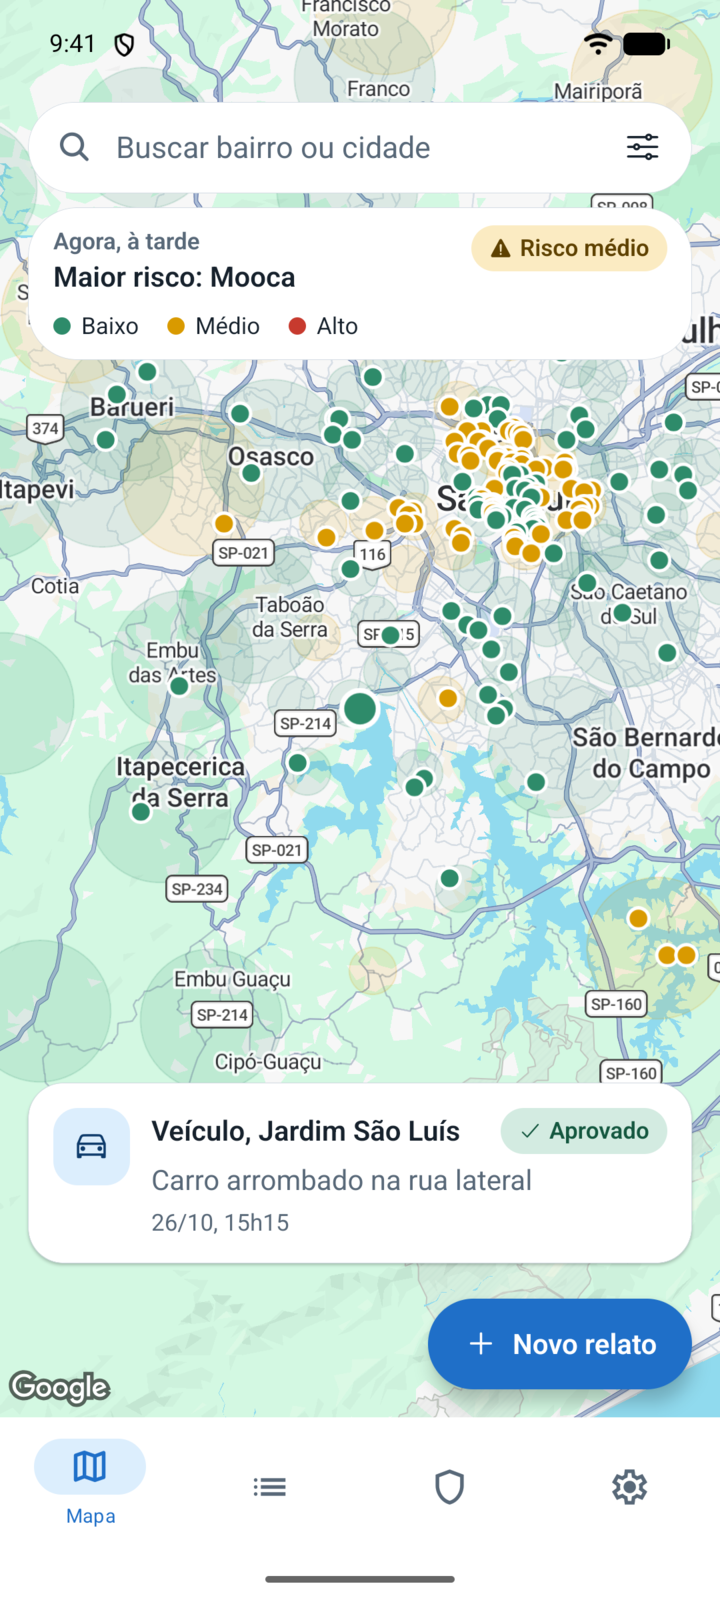 Francisco
Morato
9:41
Franco
Mairiporã
Buscar bairro ou cidade
Agora, à tarde
Risco médio
Maior risco: Mooca
Baixo
Médio
Alto
Barueri
374
Osasco
SP-021
116
Cotia
Taboão
da Serra
São Caetano
Embu
das Artes
SP-214
São Bernardo
do Campo
Itapecerica
da Serra
SP-021
SP-234
Embu Guaçu
SP-214
SP-160
Cipó-Guaçu
SP-160
Veículo, Jardim São Luís
Aprovado
Carro arrombado na rua lateral
26/10, 15h15
Novo relato
Google
Mapa